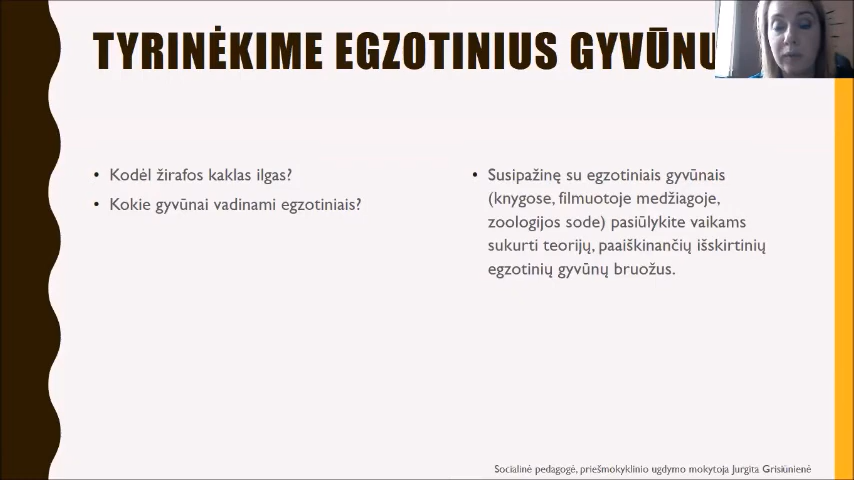 TYRINĖKIME EGZOTINIUS GYVŪNU
• Kodėl žirafos kaklas ilgas?
• Kokie gyvūnai vadinami egzotiniais?
• Susipažinę su egzotiniais gyvūnais
(knygose, filmuotoje medžiagoje,
zoologijos sode) pasiūlykite vaikams
sukurti teorijų, paaiškinančių išskirtinių
egzotinių gyvūnų bruožus.
Socialinė pedagogė, priešmokyklinio ugdymo mokytoja Jurgita Grisiūnienė